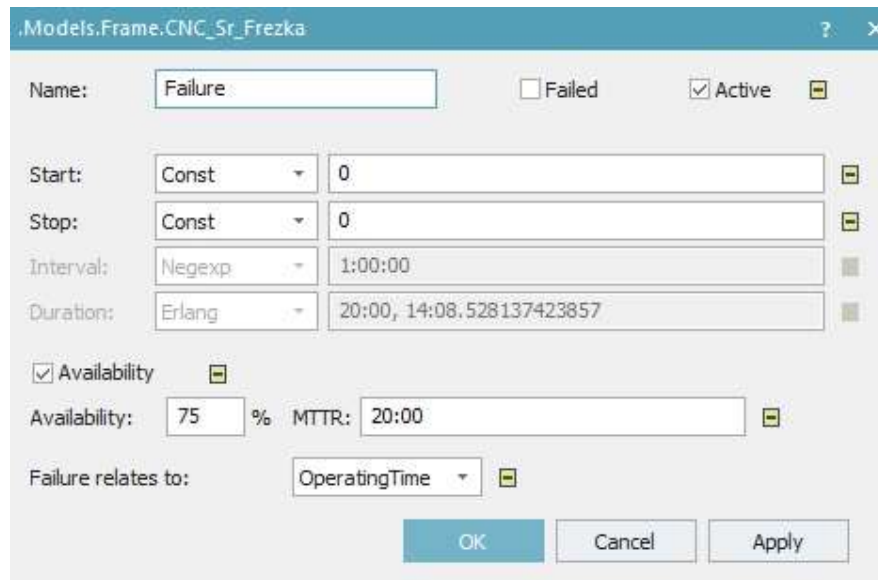 .Models.Frame.CNC_Sr_Frezka ? ×
Name: Failure Failed Active
Start: Const 0
Stop: Const 0
Interval: Negexp 1:00:00
Duration: Erlang 20:00, 14:08.528137423857
Availability
Availability: 75 % MTTR: 20:00
Failure relates to: OperatingTime
OK Cancel Apply